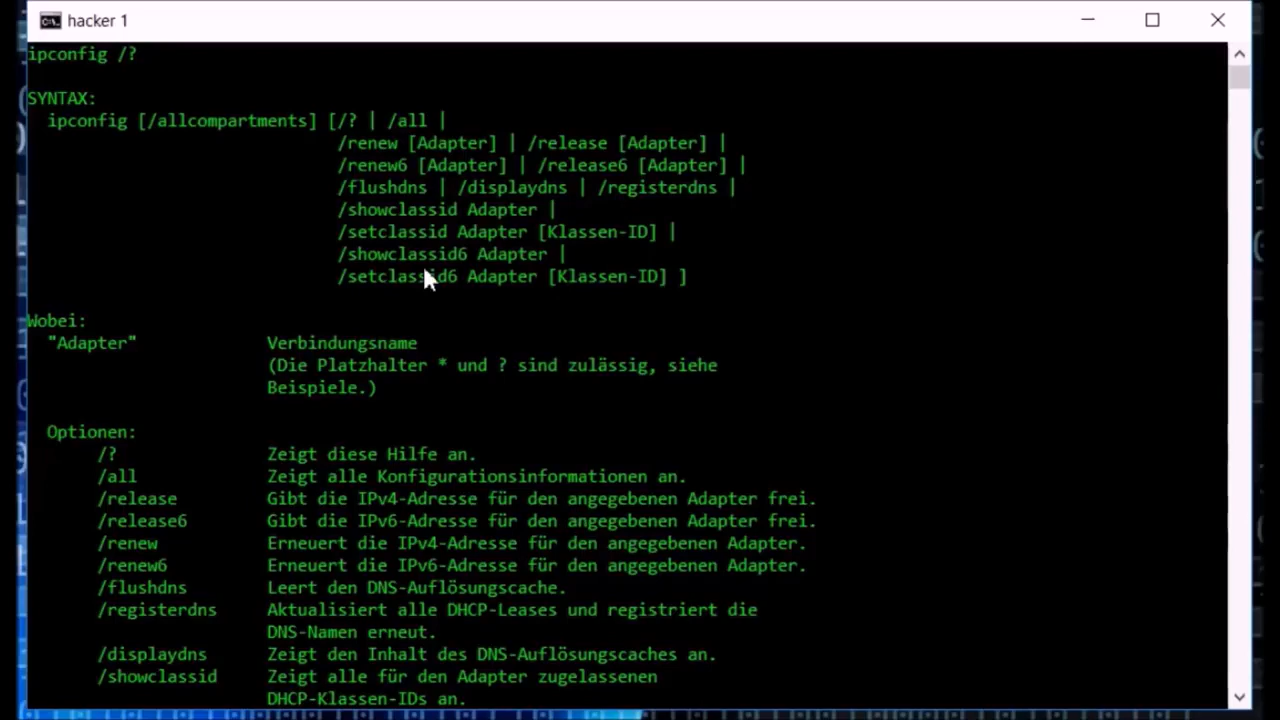 hacker 1
ipconfig /?
SYNTAX:
ipconfig [/allcompartments] [/? | /all |
/renew [Adapter] | /release [Adapter] |
/renew6 [Adapter] | /release6 [Adapter] |
/flushdns | /displaydns | /registerdns |
/showclassid Adapter |
/setclassid Adapter [Klassen-ID] |
/showclassid6 Adapter |
/setclassid6 Adapter [Klassen-ID] ]
Wobei:
"Adapter" Verbindungsname
(Die Platzhalter * und ? sind zulässig, siehe
Beispiele.)
Optionen:
/? Zeigt diese Hilfe an.
/all Zeigt alle Konfigurationsinformationen an.
/release Gibt die IPv4-Adresse für den angegebenen Adapter frei.
/release6 Gibt die IPv6-Adresse für den angegebenen Adapter frei.
/renew Erneuert die IPv4-Adresse für den angegebenen Adapter.
/renew6 Erneuert die IPv6-Adresse für den angegebenen Adapter.
/flushdns Leert den DNS-Auflösungscache.
/registerdns Aktualisiert alle DHCP-Leases und registriert die
DNS-Namen erneut.
/displaydns Zeigt den Inhalt des DNS-Auflösungscaches an.
/showclassid Zeigt alle für den Adapter zugelassenen
DHCP-Klassen-IDs an.